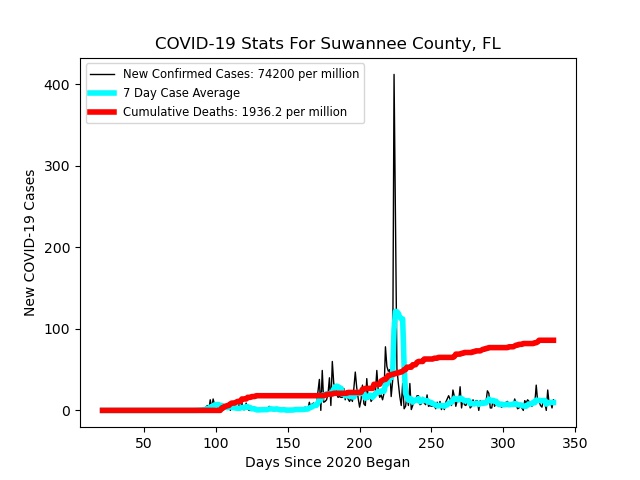 COVID-19 Stats For Suwannee County, FL
New Confirmed Cases: 74200 per million
7 Day Case Average
Cumulative Deaths: 1936.2 per million
New COVID-19 Cases
400
300
200
100
0
50 100 150 200 250 300 350
Days Since 2020 Began